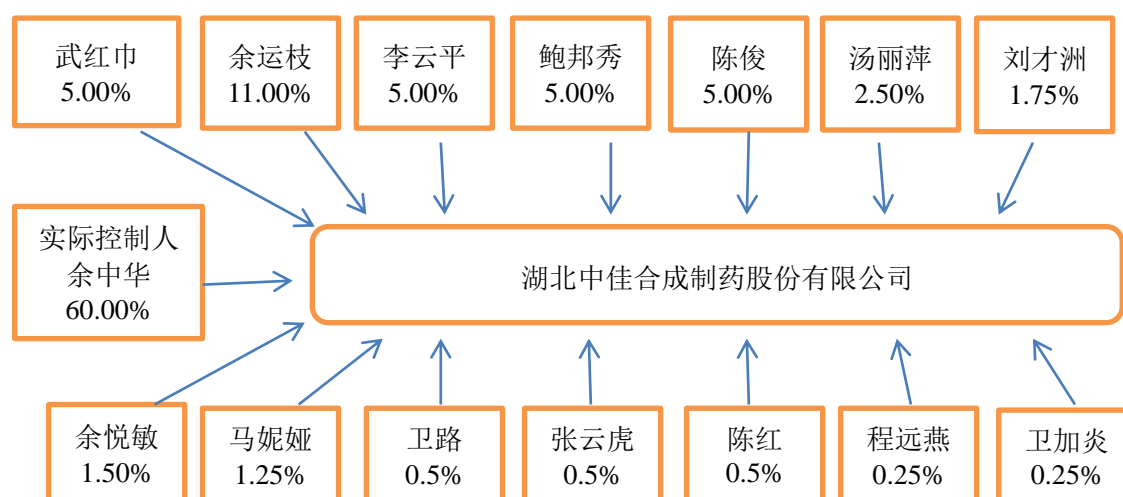 武红巾
5.00%
余运枝
11.00%
李云平
5.00%
鲍邦秀
5.00%
陈俊
5.00%
汤丽萍
2.50%
刘才洲
1.75%
实际控制人
余中华
60.00%
湖北中佳合成制药股份有限公司
余悦敏
1.50%
马妮娅
1.25%
卫路
0.5%
张云虎
0.5%
陈红
0.5%
程远燕
0.25%
卫加炎
0.25%